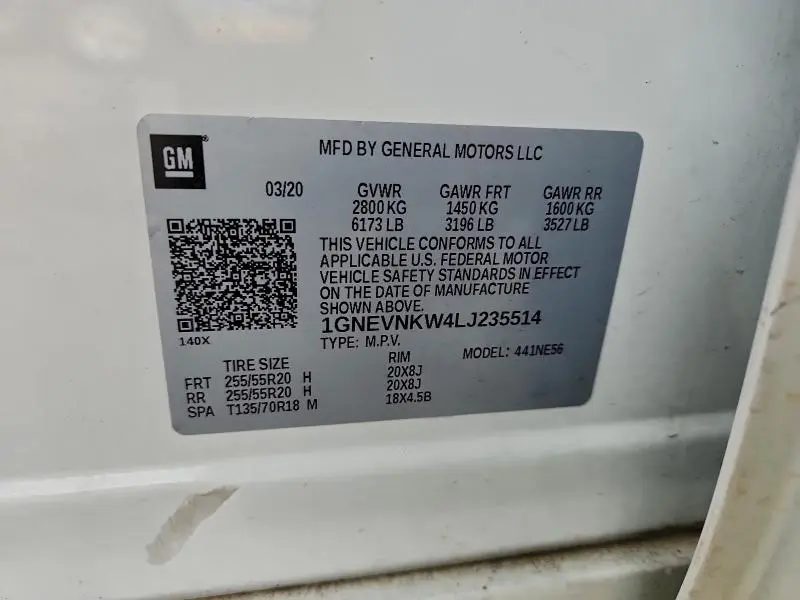 GM®
MFD BY GENERAL MOTORS LLC
03/20 GVWR GAWR FRT GAWR RR
2800 KG 1450 KG 1600 KG
6173 LB 3196 LB 3527 LB
THIS VEHICLE CONFORMS TO ALL
APPLICABLE U.S. FEDERAL MOTOR
VEHICLE SAFETY STANDARDS IN EFFECT
ON THE DATE OF MANUFACTURE
SHOWN ABOVE.
1GNEVNKW4LJ235514
140X TYPE: M.P.V. MODEL: 441NE56
TIRE SIZE RIM
FRT 255/55R20 H 20X8J
RR 255/55R20 H 20X8J
SPA T135/70R18 M 18X4.5B